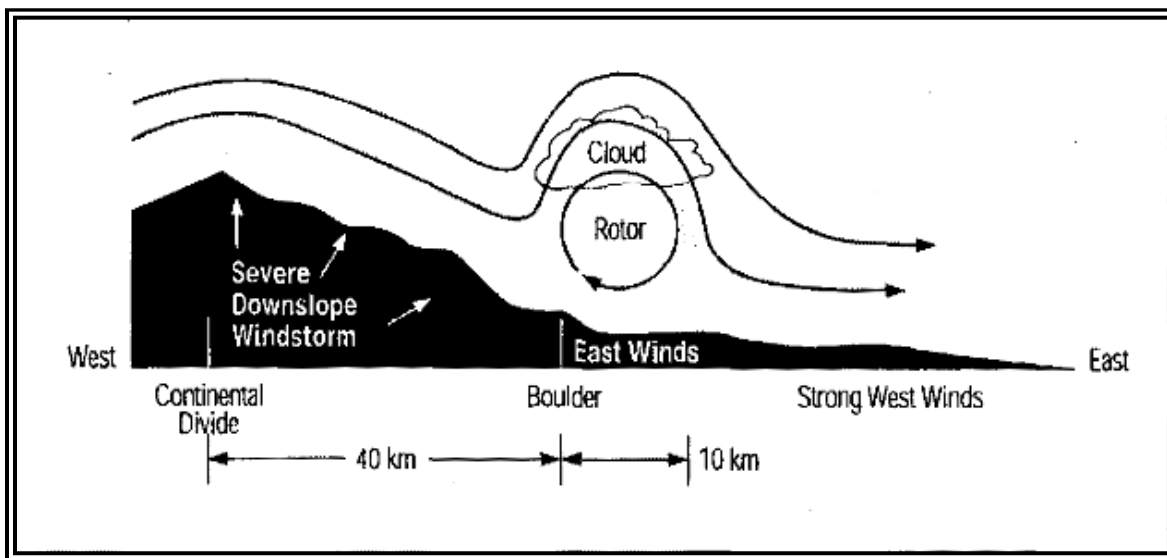 Cloud
Rotor
Severe
Downslope
Windstorm
West
East Winds
East
Continental
Divide
Boulder
Strong West Winds
40 km
10 km